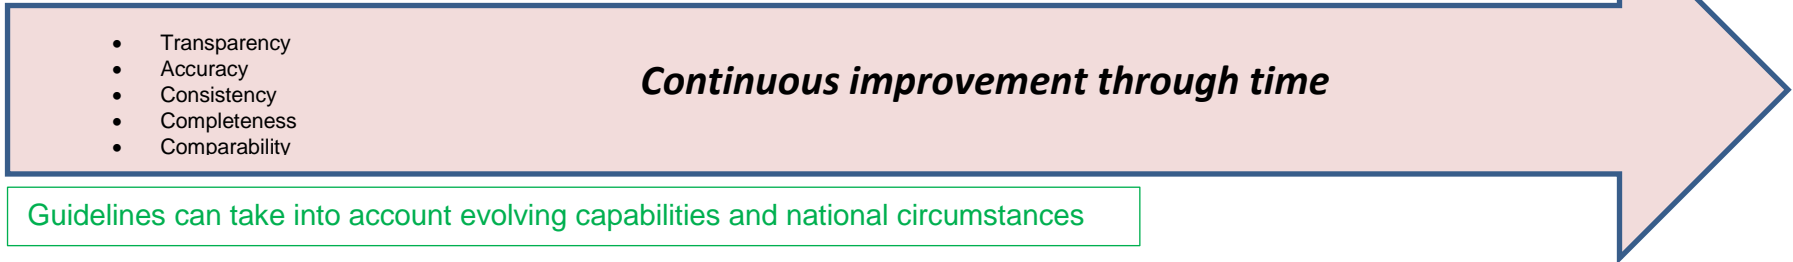 • Transparency
• Accuracy
• Consistency
• Completeness
• Comparability
Continuous improvement through time
Guidelines can take into account evolving capabilities and national circumstances